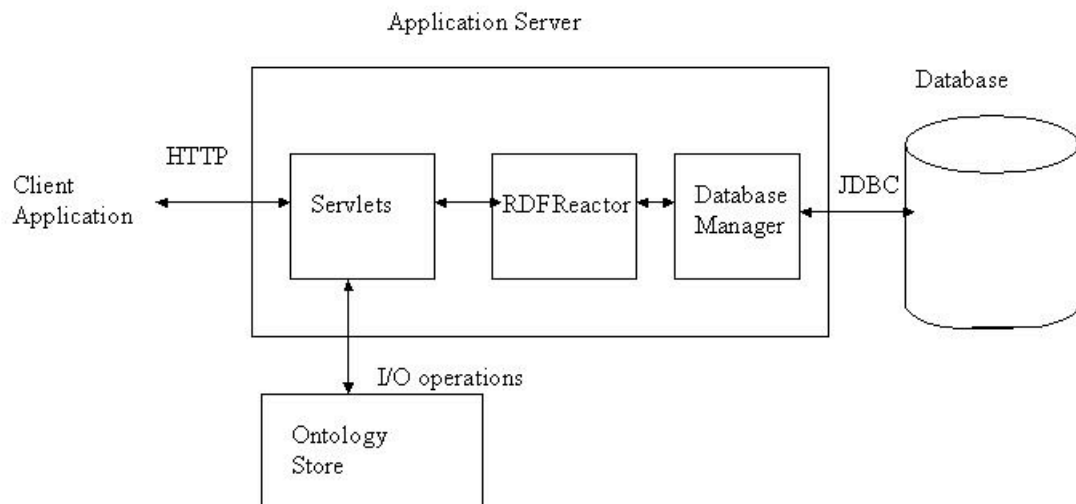 Application Server
Database
HTTP
JDBC
Client
Application
Servlets
RDFReactor
Database
Manager
I/O operations
Ontology
Store